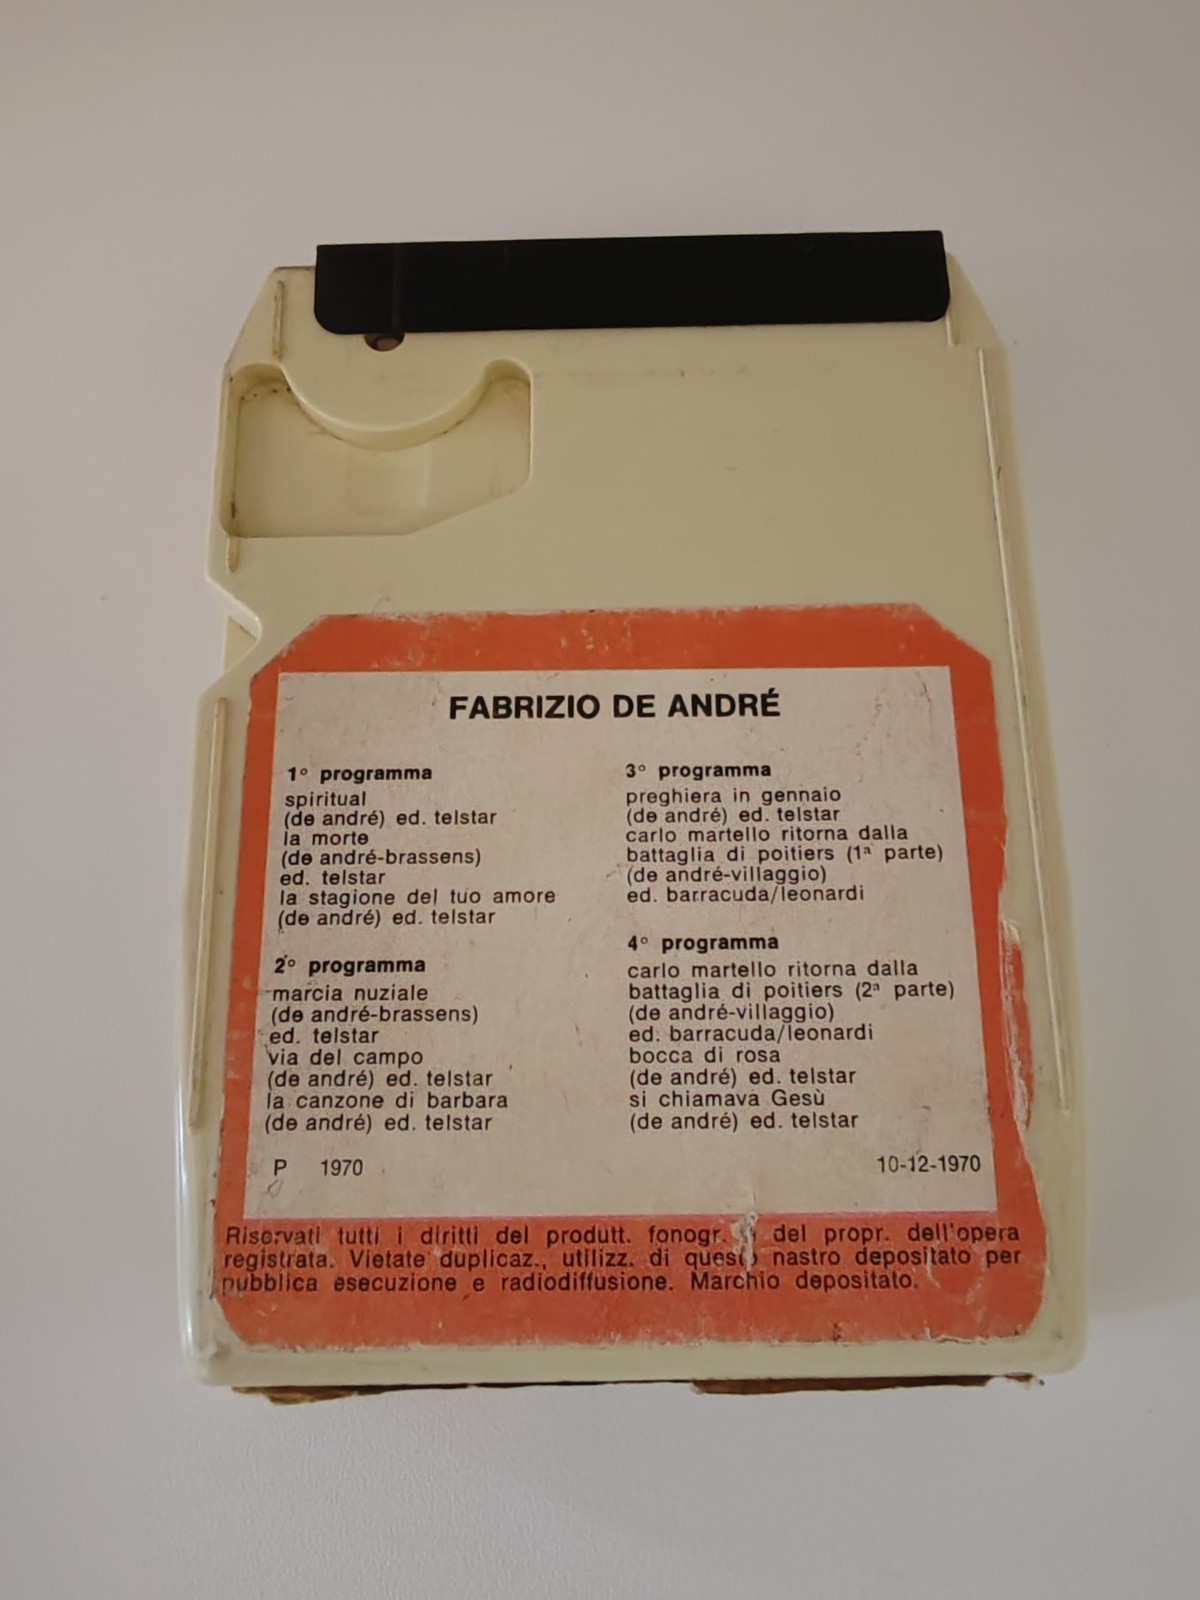 FABRIZIO DE ANDRÉ
1° programma
spiritual
(de andré) ed. telstar
la morte
(de andré-brassens)
ed. telstar
la stagione del tuo amore
(de andré) ed. telstar
2° programma
marcia nuziale
(de andré-brassens)
ed. telstar
via del campo
(de andré) ed. telstar
la canzone di barbara
(de andré) ed. telstar
3° programma
preghiera in gennaio
(de andré) ed. telstar
carlo martello ritorna dalla
battaglia di poitiers (1ª parte)
(de andré-villaggio)
ed. barracuda/leonardi
4° programma
carlo martello ritorna dalla
battaglia di poitiers (2ª parte)
(de andré-villaggio)
ed. barracuda/leonardi
bocca di rosa
(de andré) ed. telstar
si chiamava Gesù
(de andré) ed. telstar
P 1970
10-12-1970
Riservati tutti i diritti del produtt. fonogr. del propr. dell'opera
registrata. Vietate duplicaz., utilizz. di questo nastro depositato per
pubblica esecuzione e radiodiffusione. Marchio depositato.